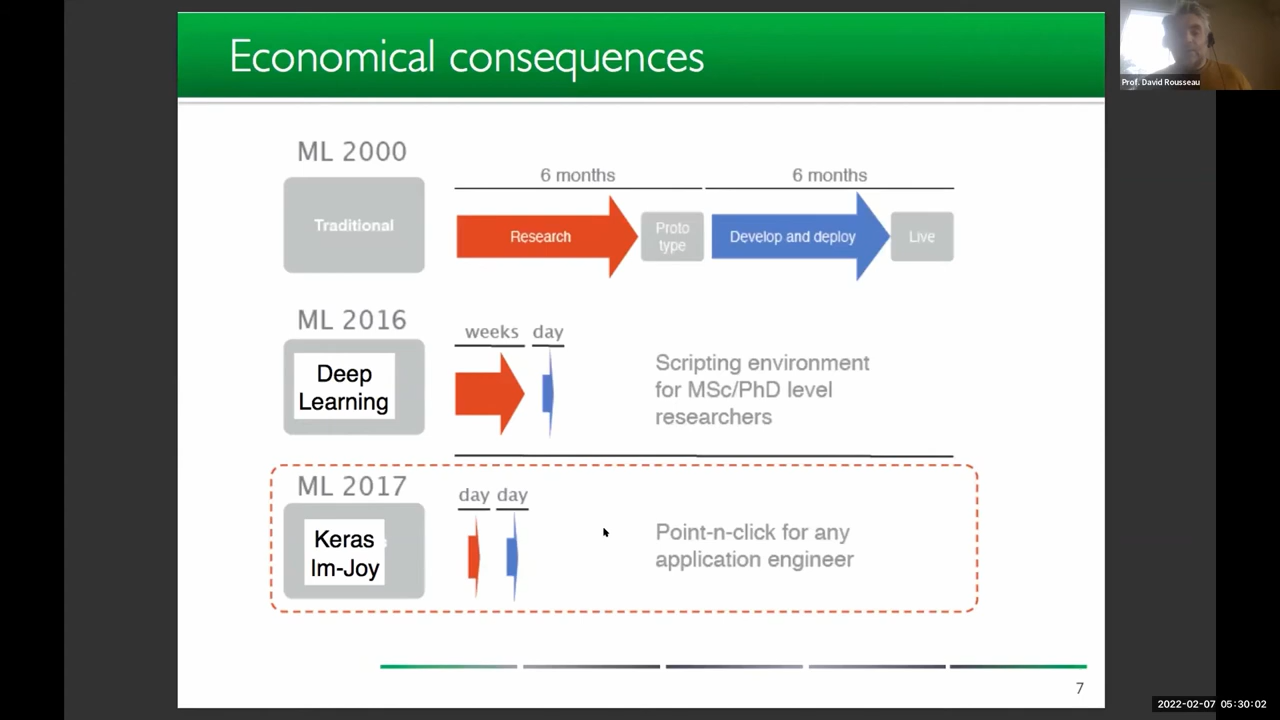 Economical consequences
Prof. David Rousseau
ML 2000
Traditional
6 months
6 months
Research
Proto
type
Develop and deploy
Live
ML 2016
Deep
Learning
weeks
day
Scripting environment
for MSc/PhD level
researchers
ML 2017
Keras
Im-Joy
day
day
Point-n-click for any
application engineer
7
2022-02-07 05:30:02